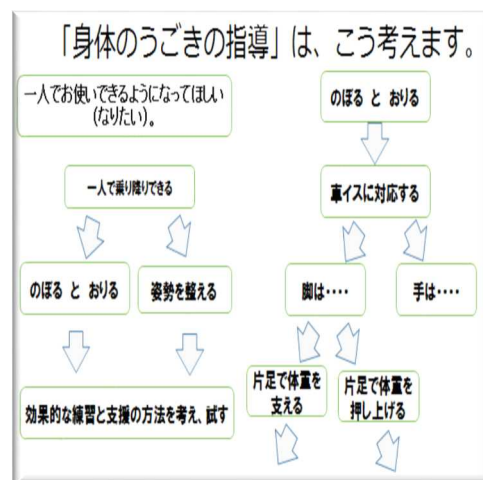 「身体のうごきの指導」は、こう考えます。
一人でお使いできるようになってほしい
(なりたい)。
一人で乗り降りできる
のぼる と おりる
姿勢を整える
効果的な練習と支援の方法を考え、試す
のぼる と おりる
車イスに対応する
脚は‥‥
手は‥‥
片足で体重を
支える
片足で体重を
押し上げる